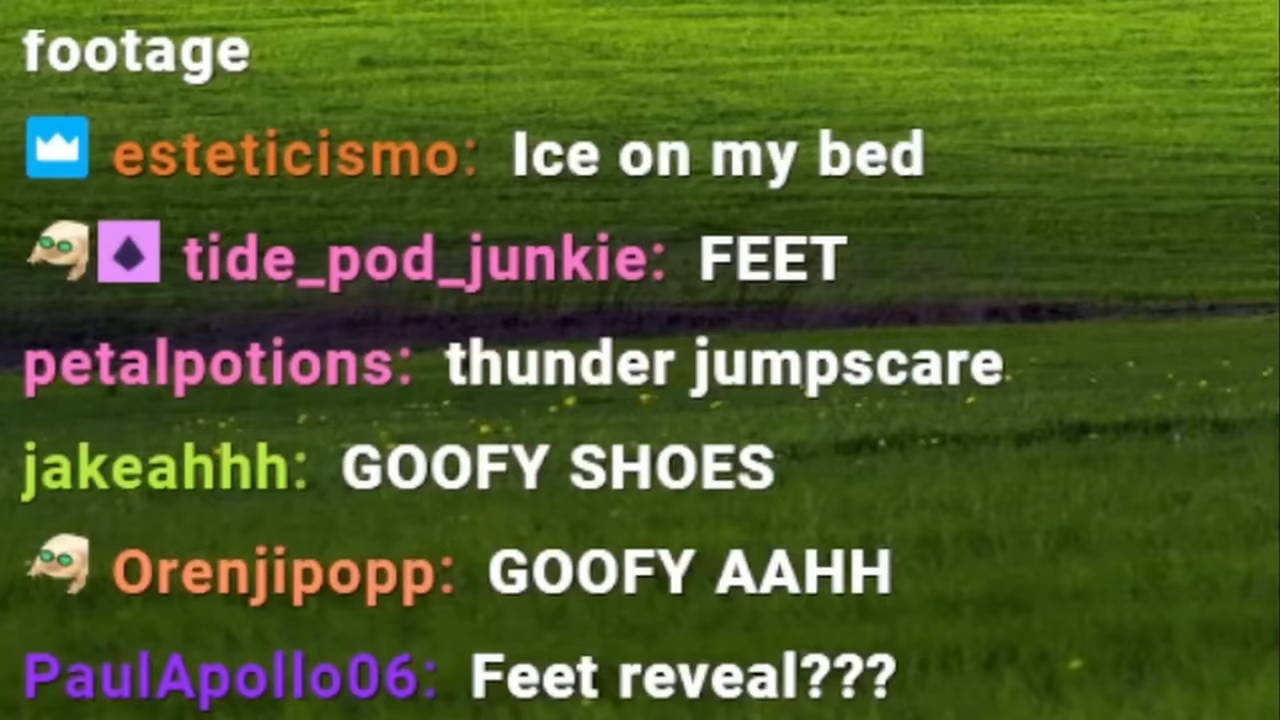 footage
esteticismo: Ice on my bed
tide_pod_junkie: FEET
petalpotions: thunder jumpscare
jakeahhh: GOOFY SHOES
Orenjipopp: GOOFY AAHH
PaulApollo06: Feet reveal???